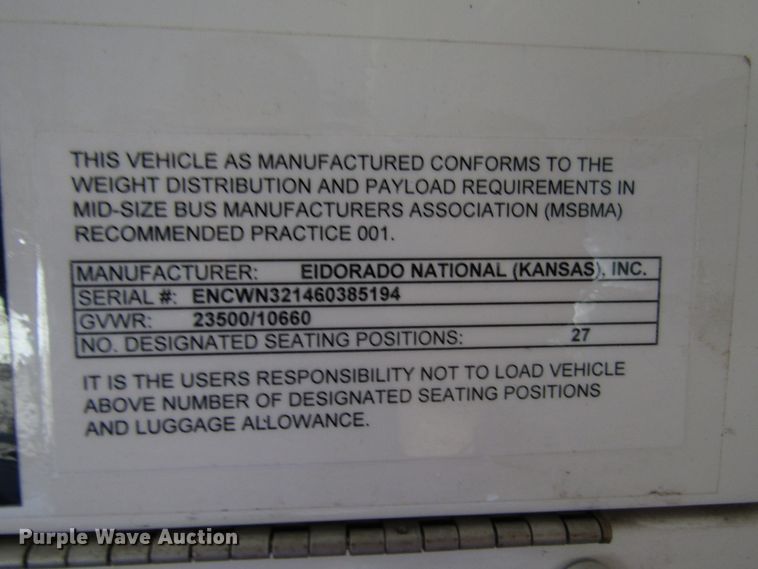 THIS VEHICLE AS MANUFACTURED CONFORMS TO THE
WEIGHT DISTRIBUTION AND PAYLOAD REQUIREMENTS IN
MID-SIZE BUS MANUFACTURERS ASSOCIATION (MSBMA)
RECOMMENDED PRACTICE 001.
MANUFACTURER: EIDORADO NATIONAL (KANSAS), INC.
SERIAL #: ENCWN321460385194
GVWR: 23500/10660
NO. DESIGNATED SEATING POSITIONS: 27
IT IS THE USERS RESPONSIBILITY NOT TO LOAD VEHICLE
ABOVE NUMBER OF DESIGNATED SEATING POSITIONS
AND LUGGAGE ALLOWANCE.
Purple Wave Auction